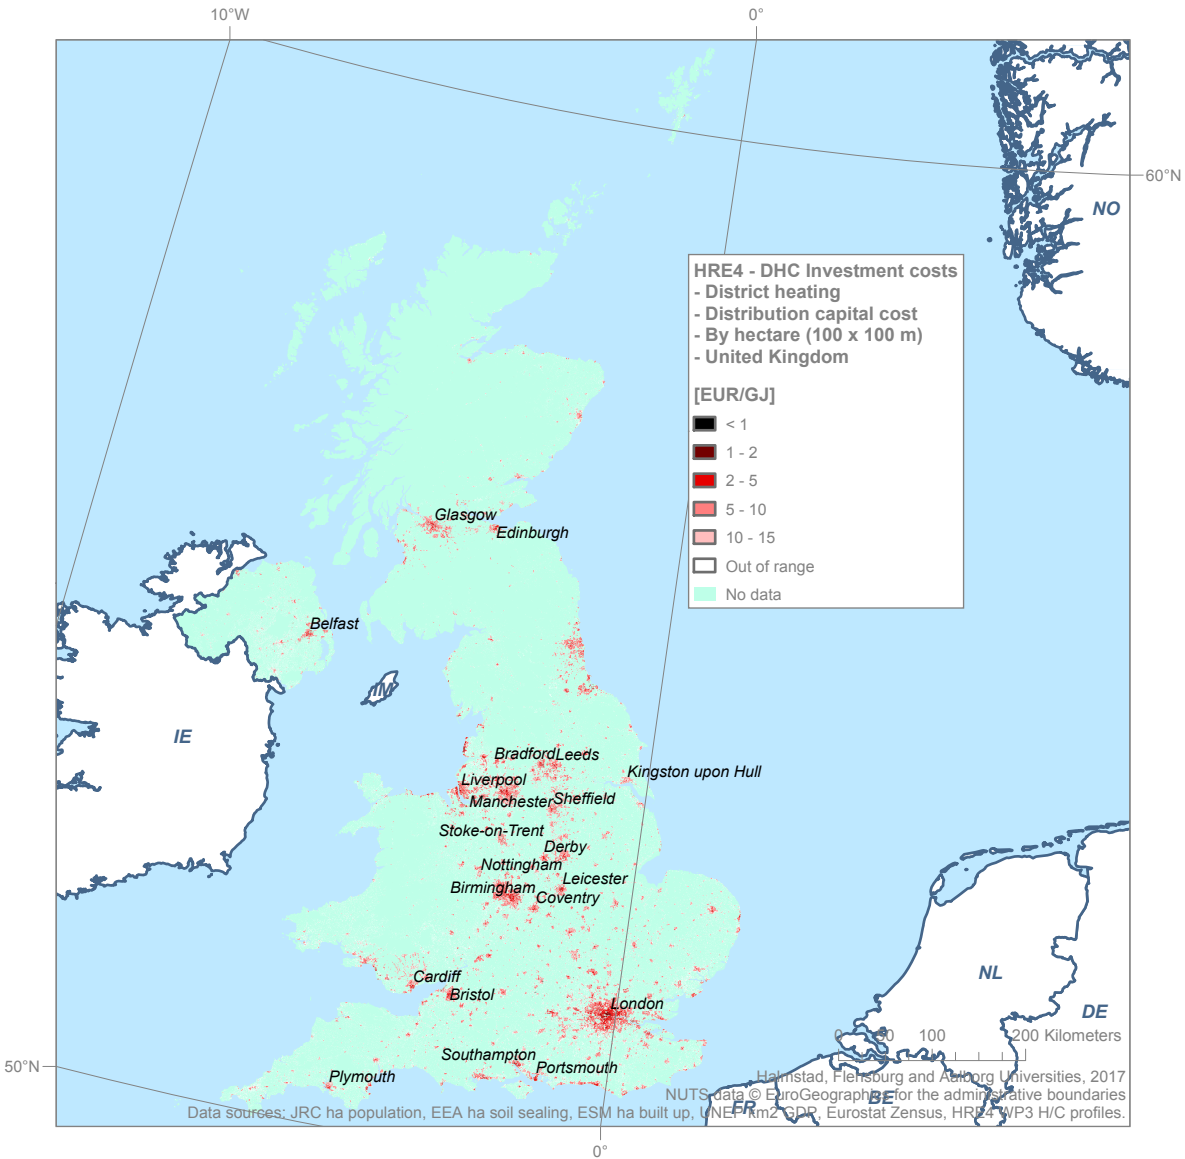 10°W
0°
60°N
NO
HRE4 - DHC Investment costs
- District heating
- Distribution capital cost
- By hectare (100 x 100 m)
- United Kingdom
[EUR/GJ]
< 1
1 - 2
2 - 5
5 - 10
10 - 15
Out of range
No data
Glasgow
Edinburgh
Belfast
IM
IE
Bradford
Leeds
Kingston upon Hull
Liverpool
Manchester
Sheffield
Stoke-on-Trent
Derby
Nottingham
Leicester
Birmingham
Coventry
Cardiff
Bristol
London
NL
DE
0 50 100 200 Kilometers
Southampton
Portsmouth
Plymouth
50°N
FR
BE
Halmstad, Flensburg and Aalborg Universities, 2017
NUTS data © EuroGeographics for the administrative boundaries
Data sources: JRC ha population, EEA ha soil sealing, ESM ha built up, UNEP km2 GDP, Eurostat Zensus, HRE4 WP3 H/C profiles.
0°